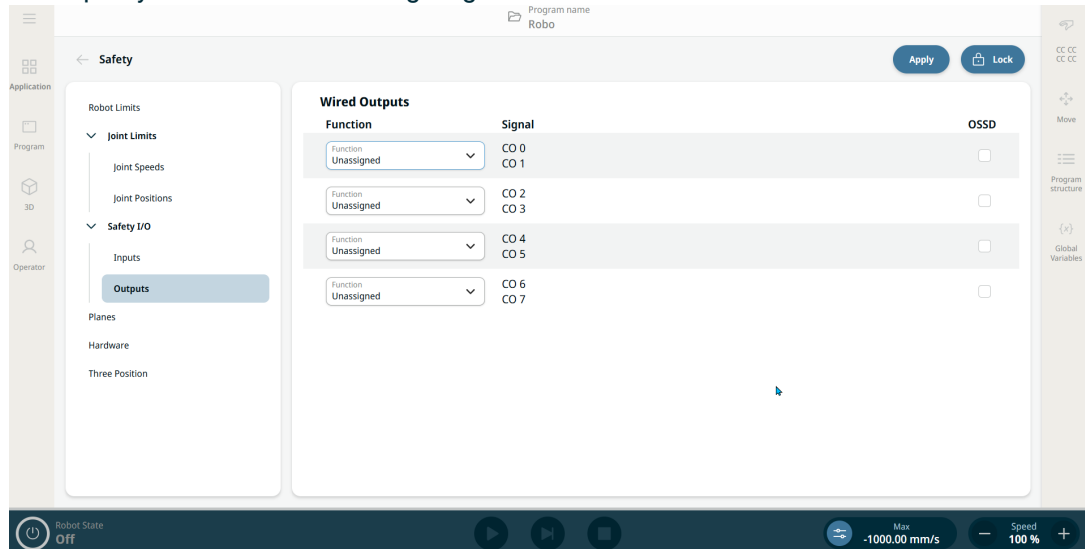 Program name
Robo
Safety
Apply
Lock
CC CC
CC CC
Application
Program
3D
Operator
Robot Limits
Joint Limits
Joint Speeds
Joint Positions
Safety I/O
Inputs
Outputs
Planes
Hardware
Three Position
Wired Outputs
Function Signal OSSD
Function
Unassigned
CO 0
CO 1
Function
Unassigned
CO 2
CO 3
Function
Unassigned
CO 4
CO 5
Function
Unassigned
CO 6
CO 7
Move
Program
structure
{x}
Global
Variables
Robot State
Off
Max
-1000.00 mm/s
Speed
100 %